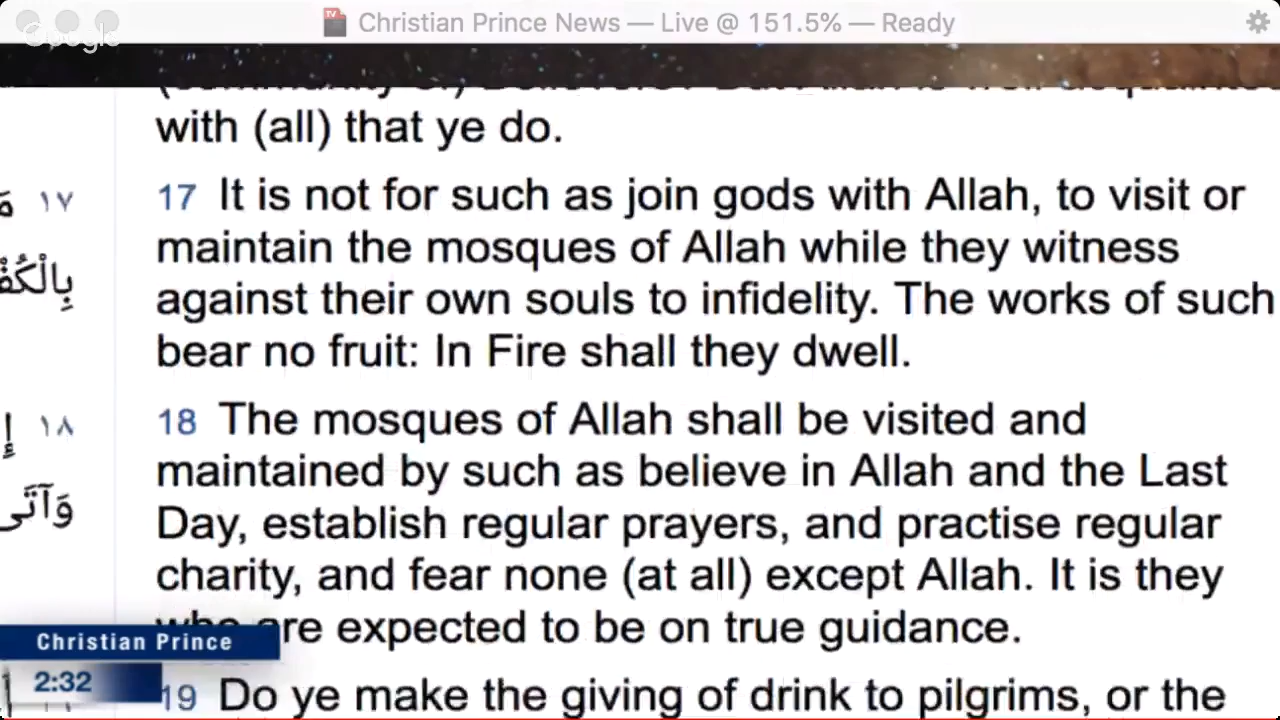 Christian Prince News — Live @ 151.5% — Ready
Google
with (all) that ye do.
١٧
17 It is not for such as join gods with Allah, to visit or
maintain the mosques of Allah while they witness
against their own souls to infidelity. The works of such
bear no fruit: In Fire shall they dwell.
١٨
18 The mosques of Allah shall be visited and
maintained by such as believe in Allah and the Last
Day, establish regular prayers, and practise regular
charity, and fear none (at all) except Allah. It is they
who are expected to be on true guidance.
Christian Prince
2:32
19 Do ye make the giving of drink to pilgrims, or the